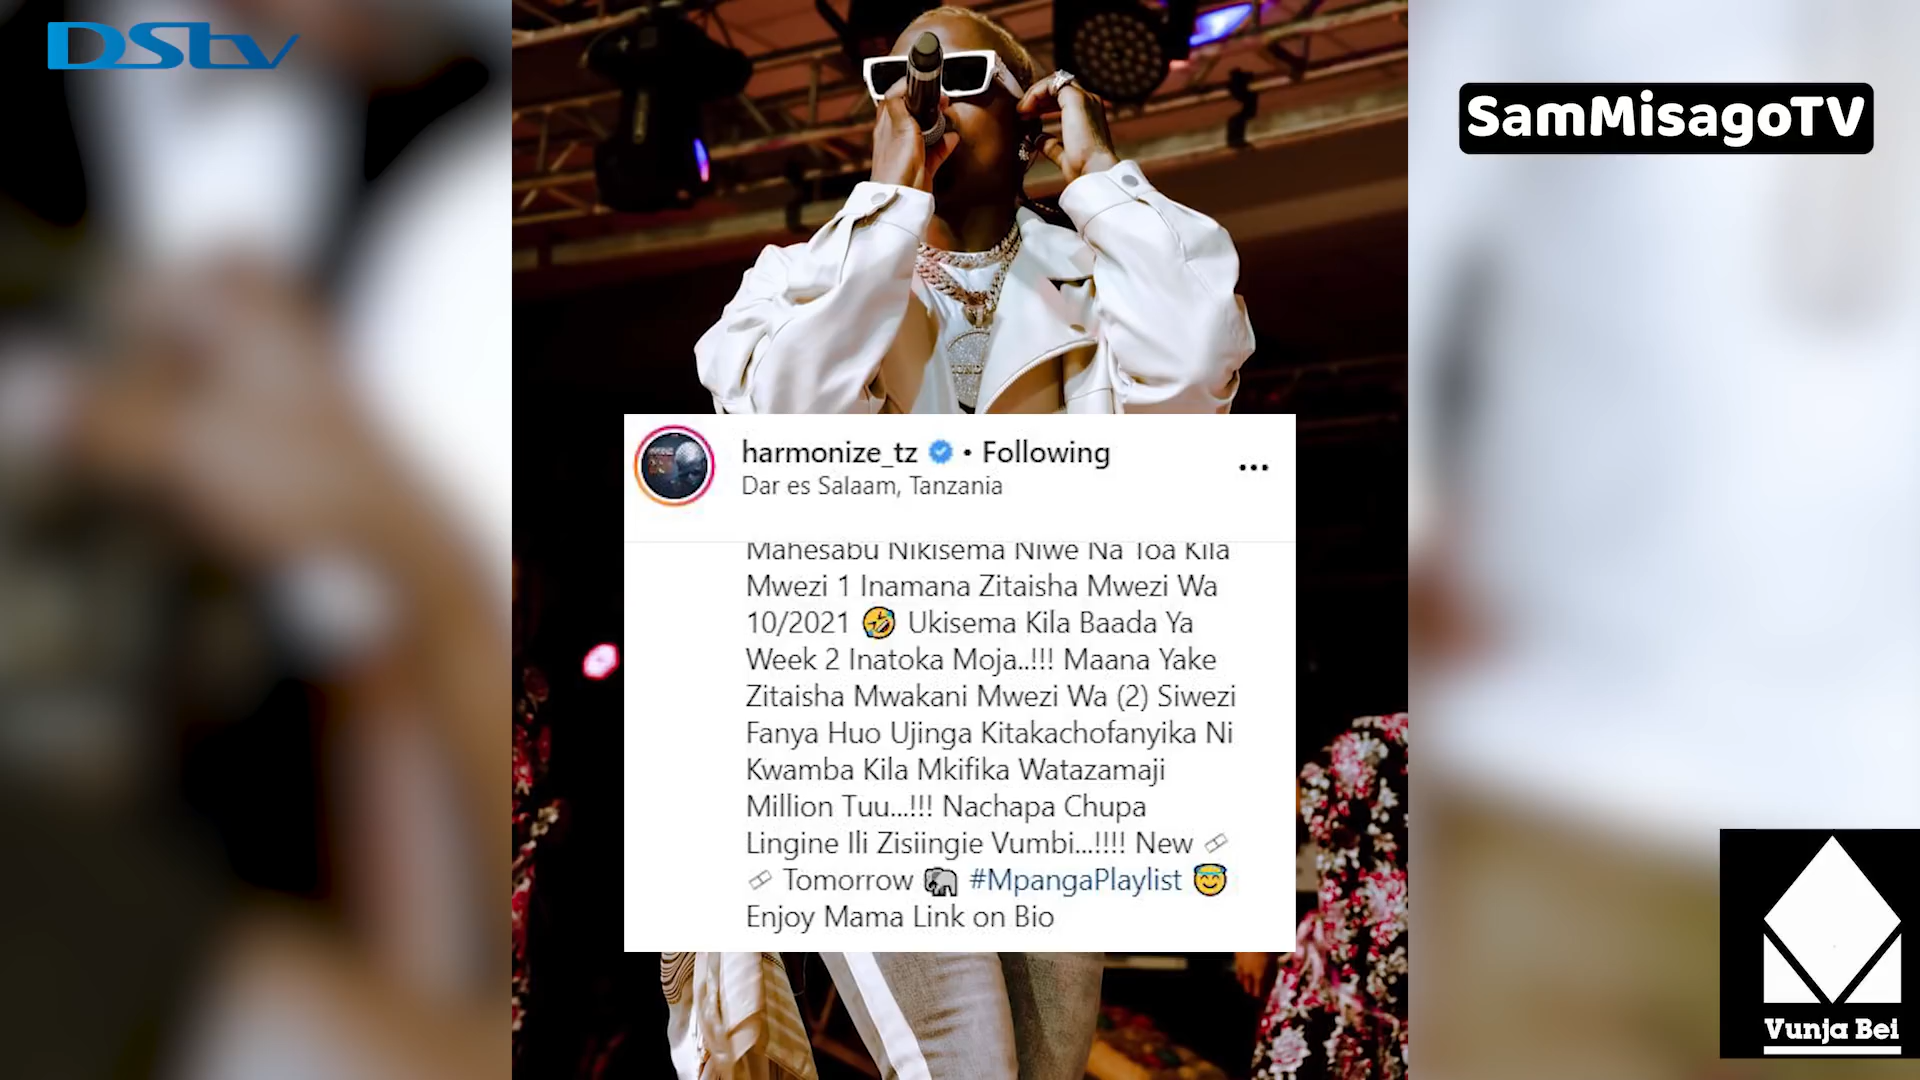 DStv
SamMisagoTV
harmonize_tz • Following
Dar es Salaam, Tanzania
Mahesabu Nikisema Niwe Na Toa Kila
Mwezi 1 Inamana Zitaisha Mwezi Wa
10/2021 🤣 Ukisema Kila Baada Ya
Week 2 Inatoka Moja..!!! Maana Yake
Zitaisha Mwakani Mwezi Wa (2) Siwezi
Fanya Huo Ujinga Kitakachofanyika Ni
Kwamba Kila Mkifika Watazamaji
Million Tuu...!!! Nachapa Chupa
Lingine Ili Zisiingie Vumbi...!!!! New
Tomorrow 🐘 #MpangaPlaylist 😇
Enjoy Mama Link on Bio
Vunja Bei